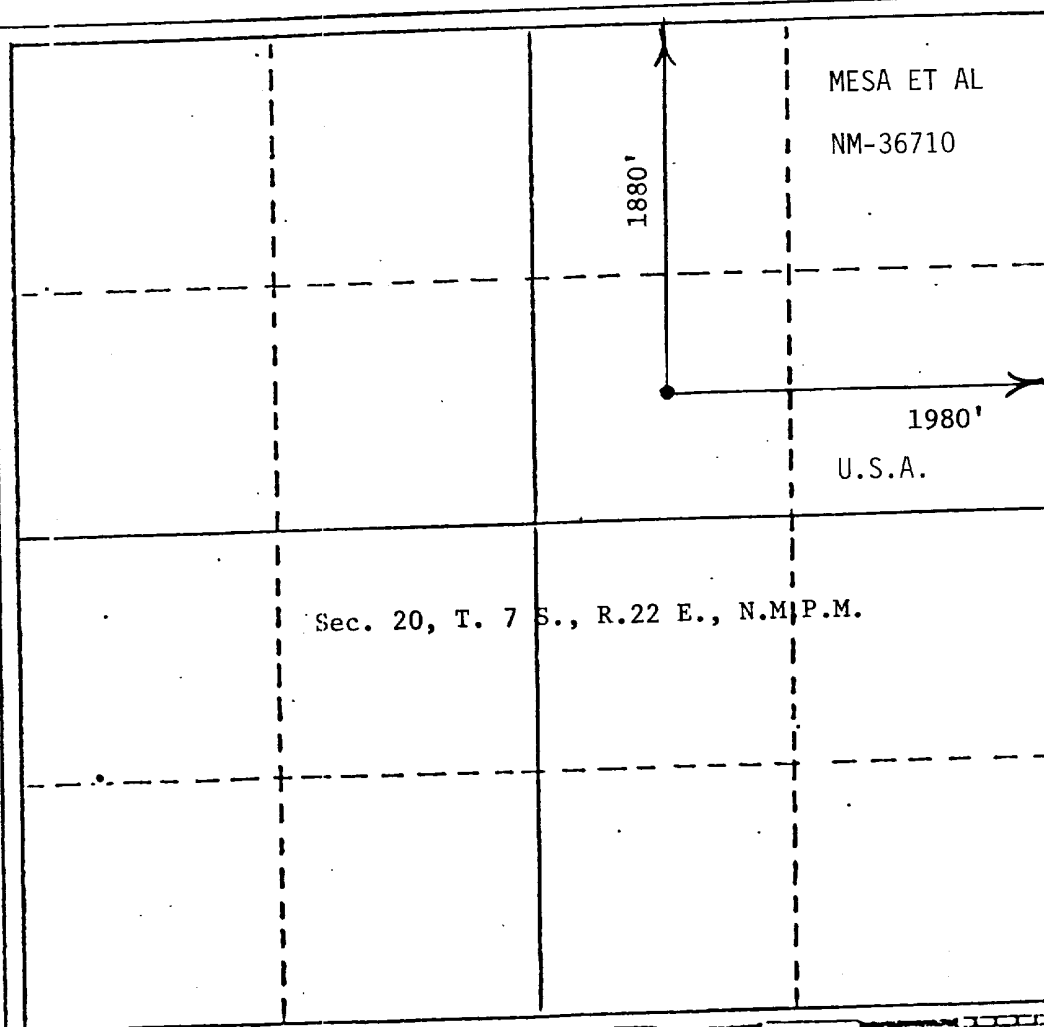 MESA ET AL
NM-36710
1880'
1980'
U.S.A.
Sec. 20, T. 7 S., R.22 E., N.M.P.M.